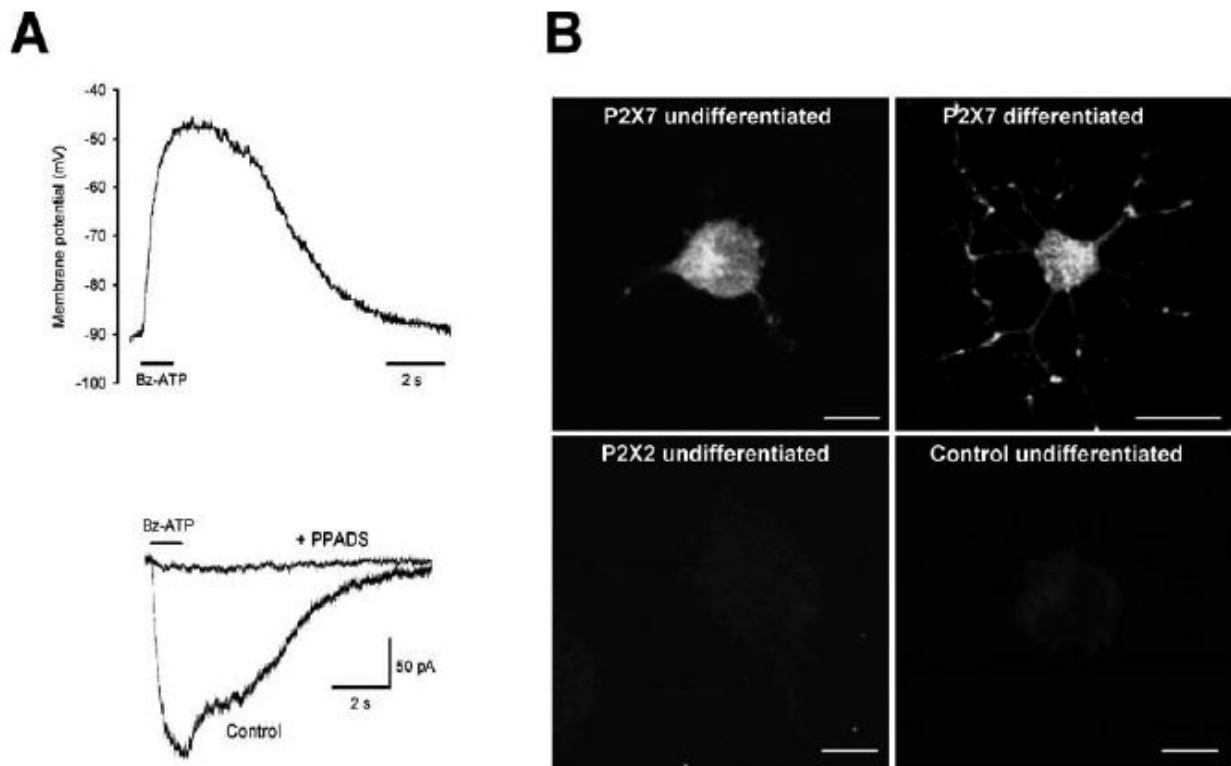 A
B
-40
-50
-60
-70
-80
-90
-100
Membrane potential (mV)
Bz-ATP
2 s
Bz-ATP
+ PPADS
50 pA
2 s
Control
P2X7 undifferentiated
P2X7 differentiated
P2X2 undifferentiated
Control undifferentiated